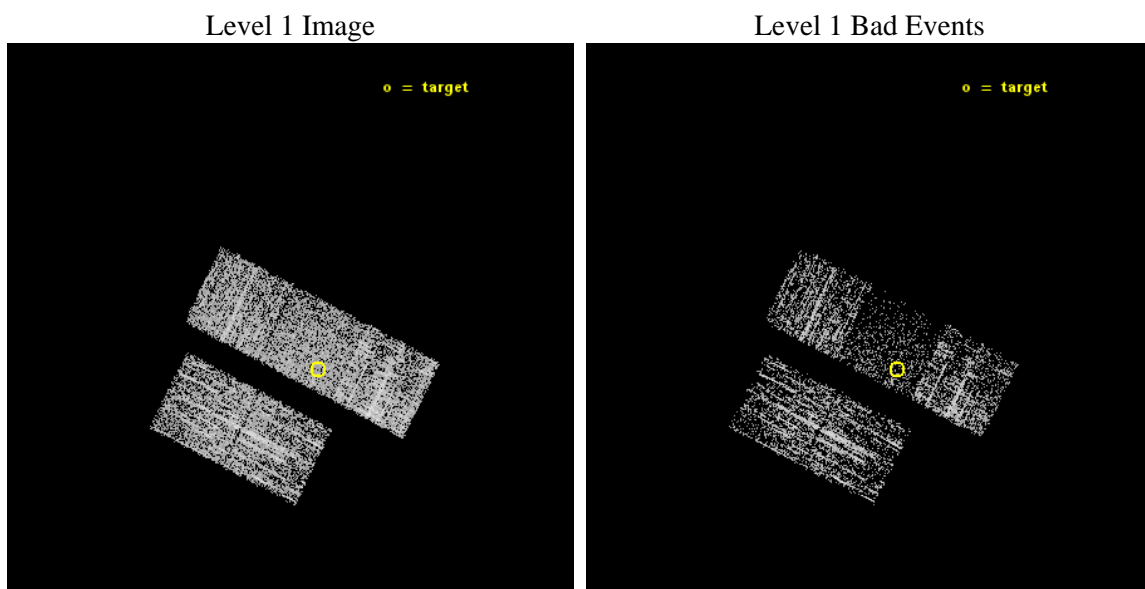 Level 1 Image
Level 1 Bad Events
o = target
o = target